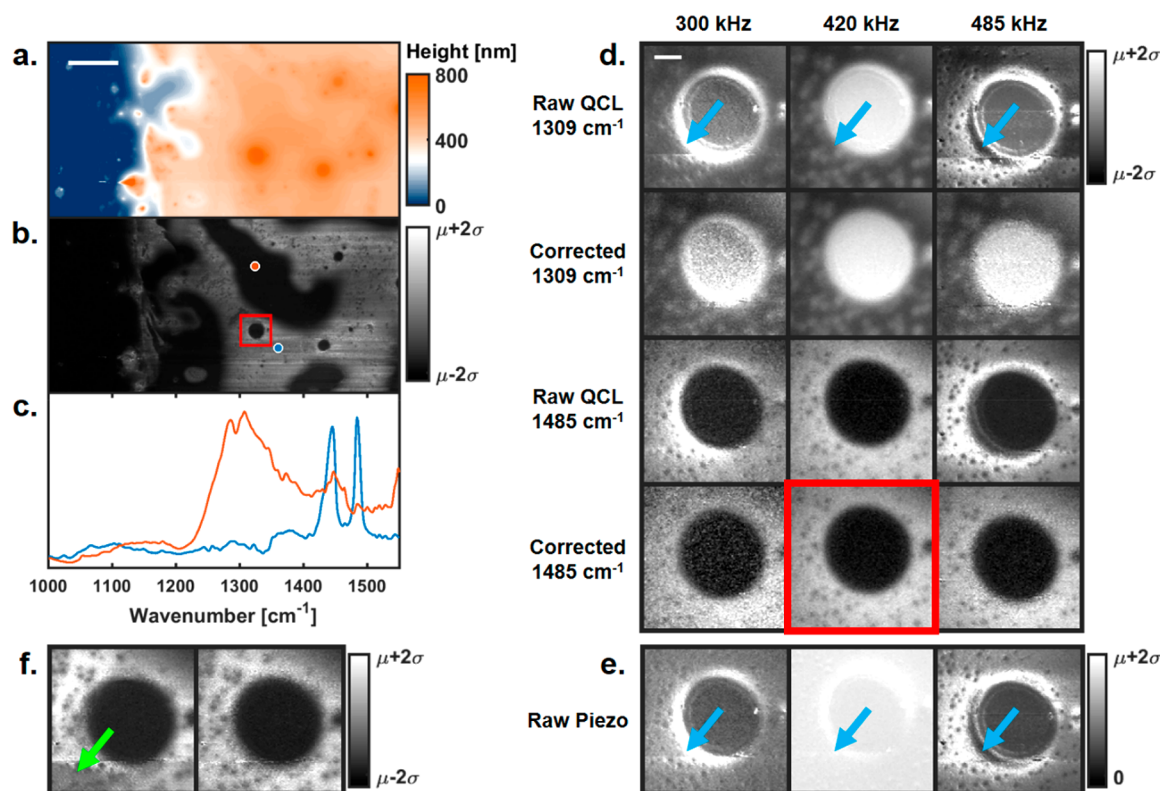 300 kHz 420 kHz 485 kHz
a.
Height [nm]
800
400
0
b.
μ+2σ
μ-2σ
c.
1000 1100 1200 1300 1400 1500
Wavenumber [cm⁻¹]
d.
Raw QCL
1309 cm⁻¹
μ+2σ
μ-2σ
Corrected
1309 cm⁻¹
Raw QCL
1485 cm⁻¹
Corrected
1485 cm⁻¹
f.
μ+2σ
μ-2σ
e.
Raw Piezo
μ+2σ
0